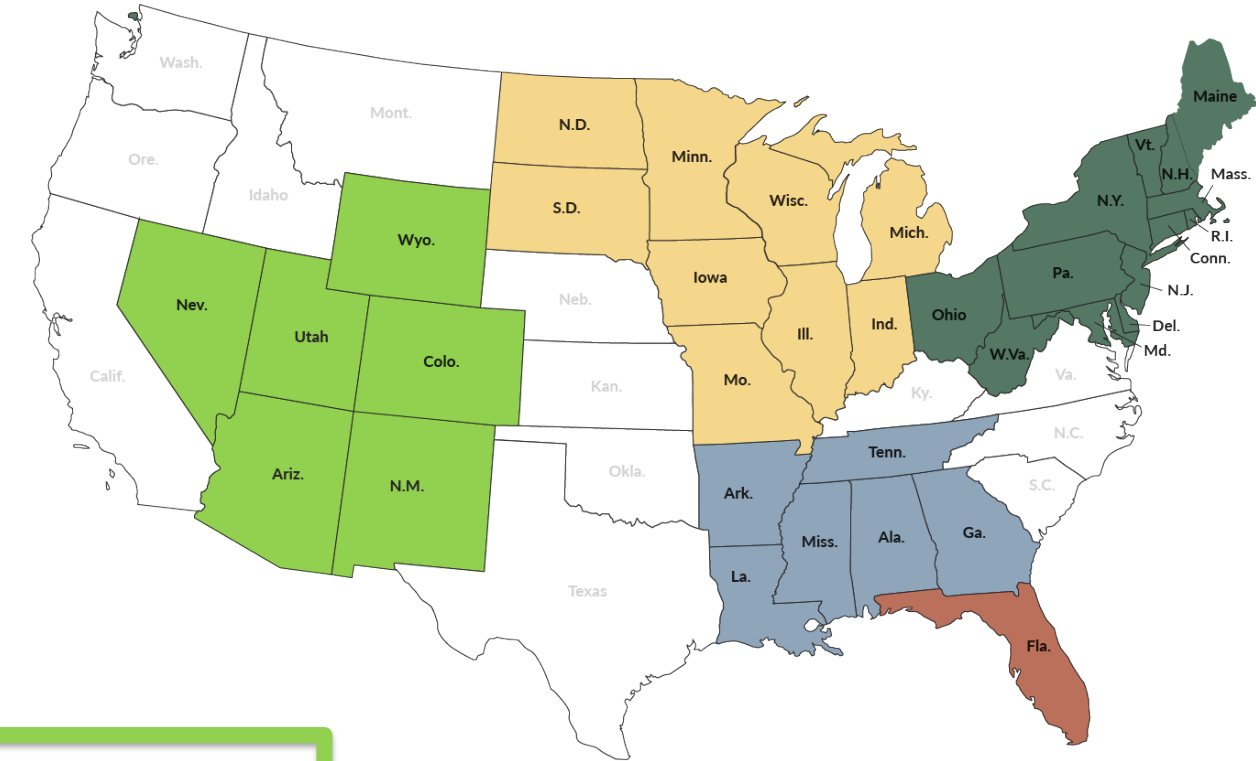 Wash.
Mont.
Maine
N.D.
Vt.
Minn.
Ore.
Mass.
N.H.
Idaho
Wisc.
N.Y.
S.D.
Mich.
R.I.
Wyo.
Conn.
Pa.
Iowa
N.J.
Neb.
Nev.
Ohio
Ind.
Del.
Ill.
Utah
Md.
W.Va.
Colo.
Va.
Calif.
Mo.
Kan.
Ky.
N.C.
Tenn.
Okla.
Ariz.
S.C.
N.M.
Ark.
Ga.
Ala.
Miss.
La.
Texas
Fla.